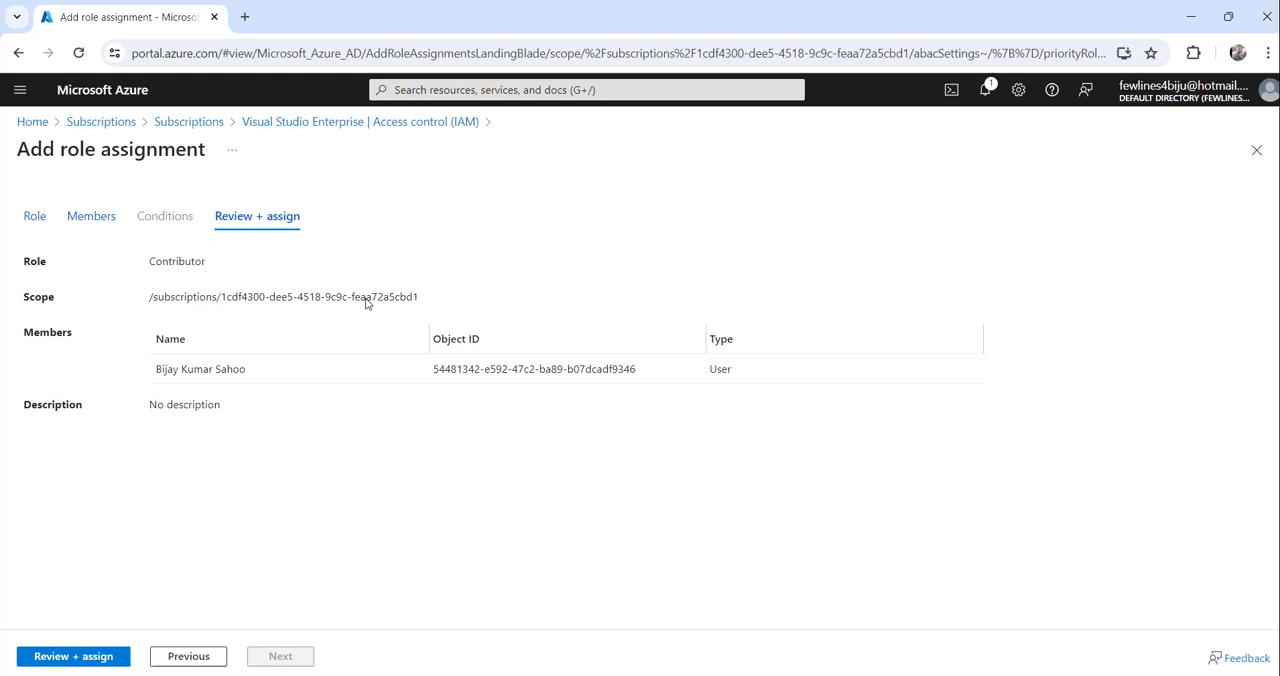 Add role assignment - Microso
portal.azure.com/#view/Microsoft_Azure_AD/AddRoleAssignmentsLandingBlade/scope/%2Fsubscriptions%2F1cdf4300-dee5-4518-9c9c-feaa72a5cbd1/abacSettings~/%7B%7D/priorityRol...
Microsoft Azure
Search resources, services, and docs (G+/)
1
fewlines4biju@hotmail....
DEFAULT DIRECTORY (FEWLINES...
Home > Subscriptions > Subscriptions > Visual Studio Enterprise | Access control (IAM) >
Add role assignment ...
Role Members Conditions Review + assign
Role Contributor
Scope /subscriptions/1cdf4300-dee5-4518-9c9c-feaa72a5cbd1
Members
Name Object ID Type
Bijay Kumar Sahoo 54481342-e592-47c2-ba89-b07dcadf9346 User
Description No description
Review + assign Previous Next
Feedback